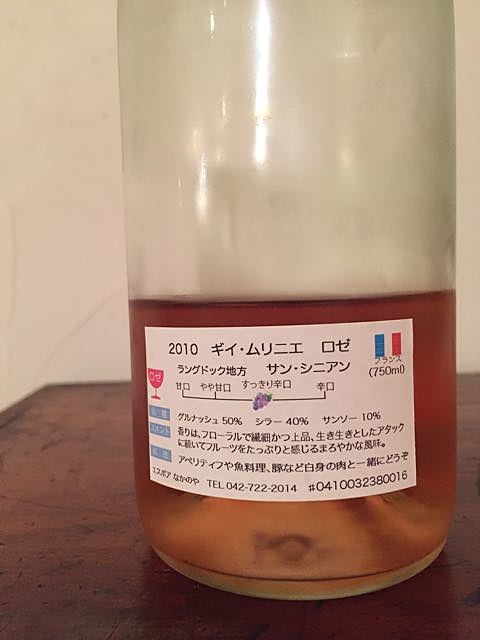 2010 ギイ・ムリニエ ロゼ
フランス
(750ml)
ロゼ
ラングドック地方 サン・シニアン
甘口 やや甘口 すっきり辛口 辛口
グルナッシュ 50% シラー 40% サンソー 10%
コメント
香りは、フローラルで繊細かつ上品、生き生きとしたアタック
に続いてフルーツをたっぷりと感じるまろやかな風味。
アペリティフや魚料理、豚など白身の肉と一緒にどうぞ
エスポア なかのや TEL 042-722-2014 #0410032380016